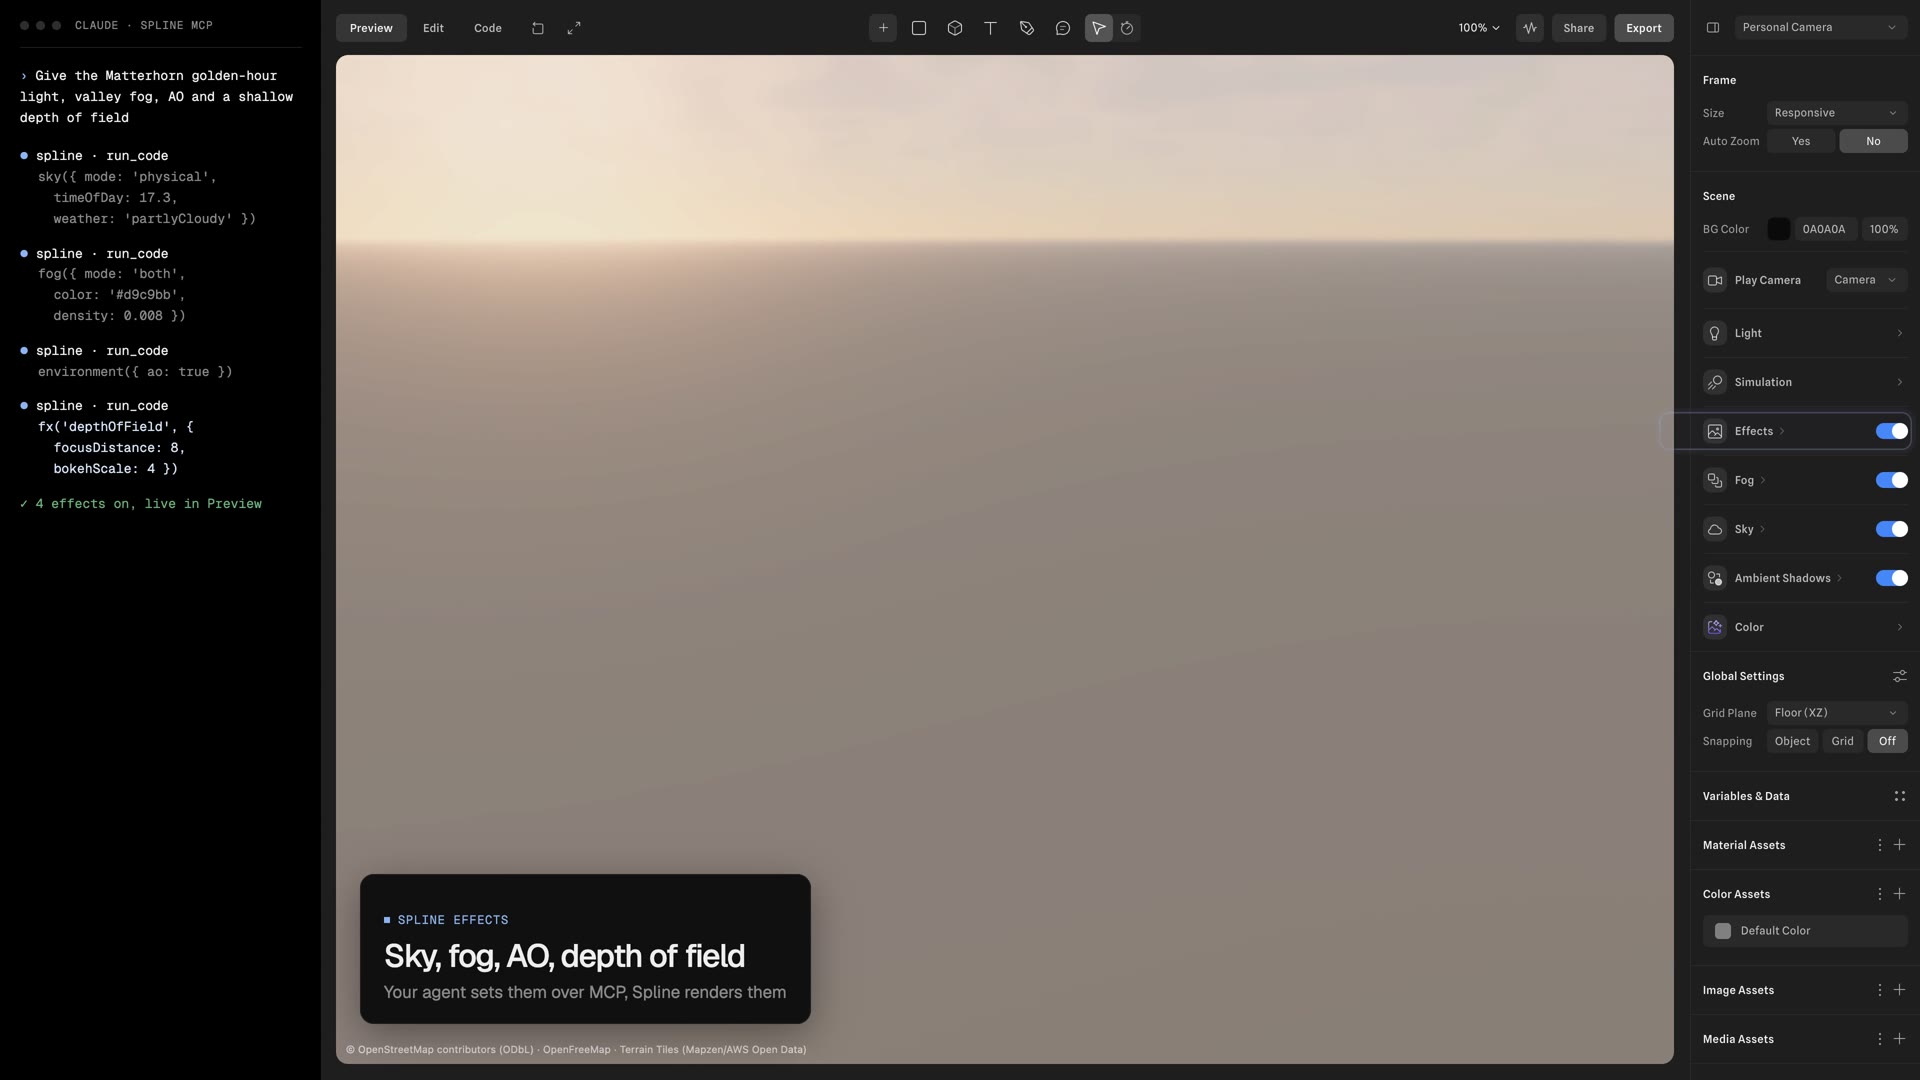 CLAUDE · SPLINE MCP
› Give the Matterhorn golden-hour
light, valley fog, AO and a shallow
depth of field
spline · run_code
sky({ mode: 'physical',
timeOfDay: 17.3,
weather: 'partlyCloudy' })
spline · run_code
fog({ mode: 'both',
color: '#d9c9bb',
density: 0.008 })
spline · run_code
environment({ ao: true })
spline · run_code
fx('depthOfField', {
focusDistance: 8,
bokehScale: 4 })
✓ 4 effects on, live in Preview
Preview Edit Code
100% Share Export
SPLINE EFFECTS
Sky, fog, AO, depth of field
Your agent sets them over MCP, Spline renders them
© OpenStreetMap contributors (ODbL) · OpenFreeMap · Terrain Tiles (Mapzen/AWS Open Data)
Personal Camera
Frame
Size Responsive
Auto Zoom Yes No
Scene
BG Color 0A0A0A 100%
Play Camera Camera
Light
Simulation
Effects
Fog
Sky
Ambient Shadows
Color
Global Settings
Grid Plane Floor (XZ)
Snapping Object Grid Off
Variables & Data
Material Assets
Color Assets
Default Color
Image Assets
Media Assets